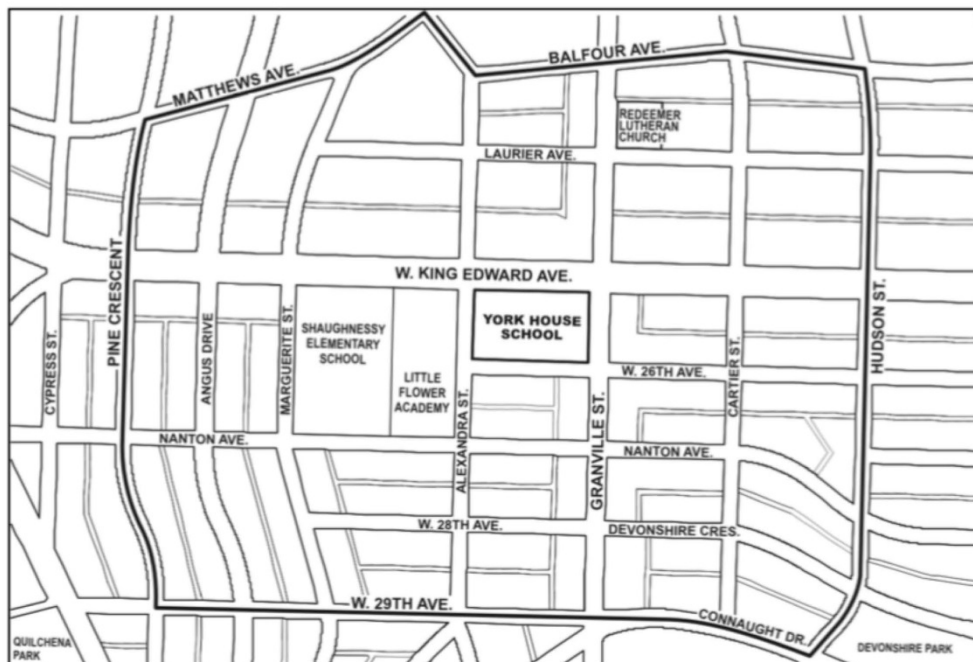 BALFOUR AVE.
MATTHEWS AVE.
REDEEMER
LUTHERAN
CHURCH
LAURIER AVE.
W. KING EDWARD AVE.
PINE CRESCENT
HUDSON ST.
CYPRESS ST.
ANGUS DRIVE
MARGUERITE ST.
SHAUGHNESSY
ELEMENTARY
SCHOOL
YORK HOUSE
SCHOOL
LITTLE
FLOWER
ACADEMY
W. 26TH AVE.
CARTIER ST.
ALEXANDRA ST.
GRANVILLE ST.
NANTON AVE.
NANTON AVE.
W. 28TH AVE.
DEVONSHIRE CRES.
W. 29TH AVE.
CONNAUGHT DR.
QUILCHENA
PARK
DEVONSHIRE PARK